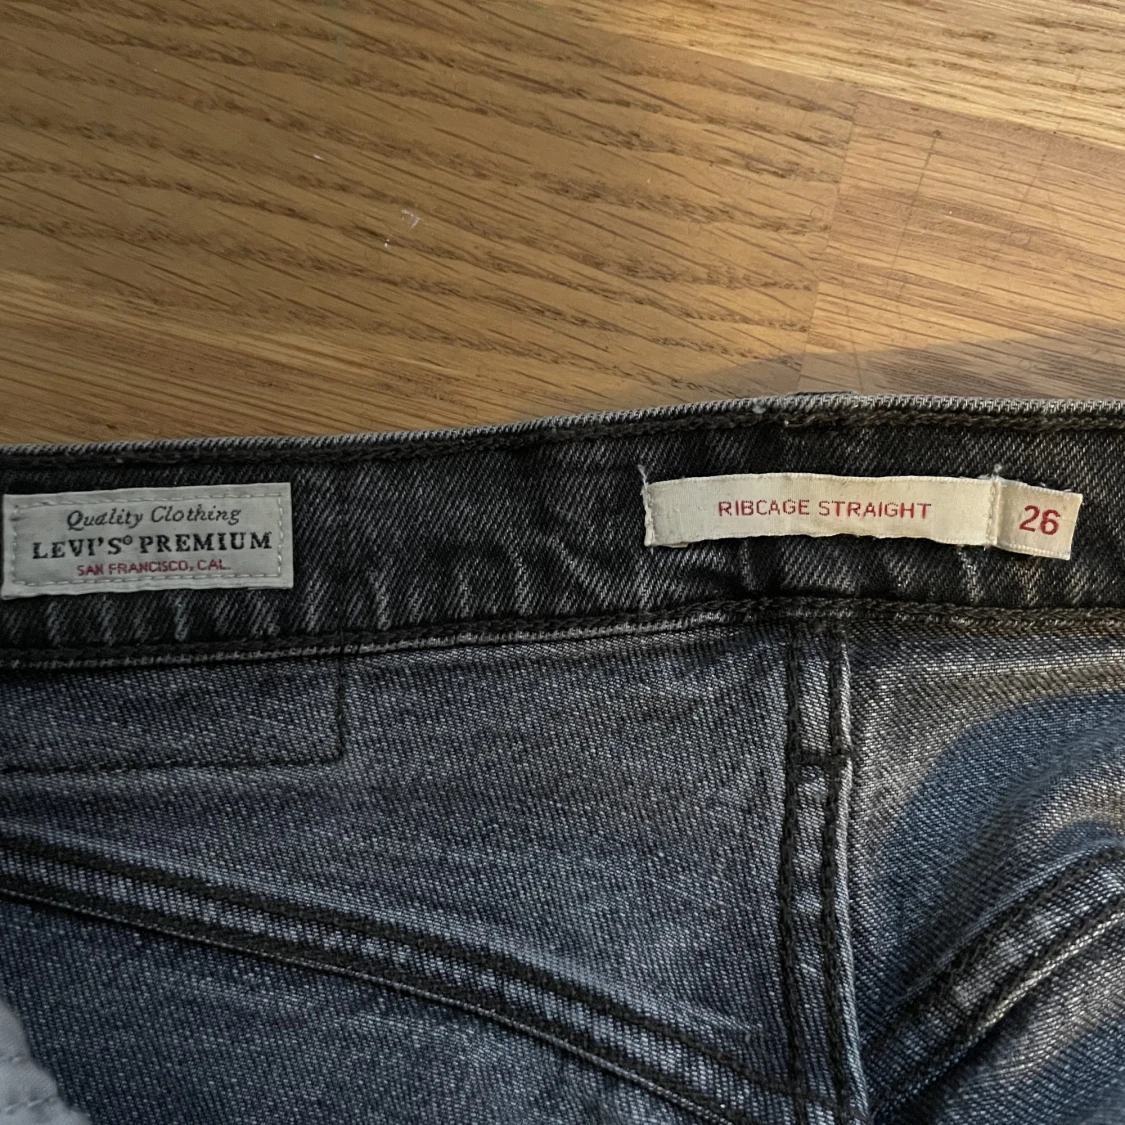 Quality Clothing
LEVI'S® PREMIUM
SAN FRANCISCO, CAL.
RIBCAGE STRAIGHT
26